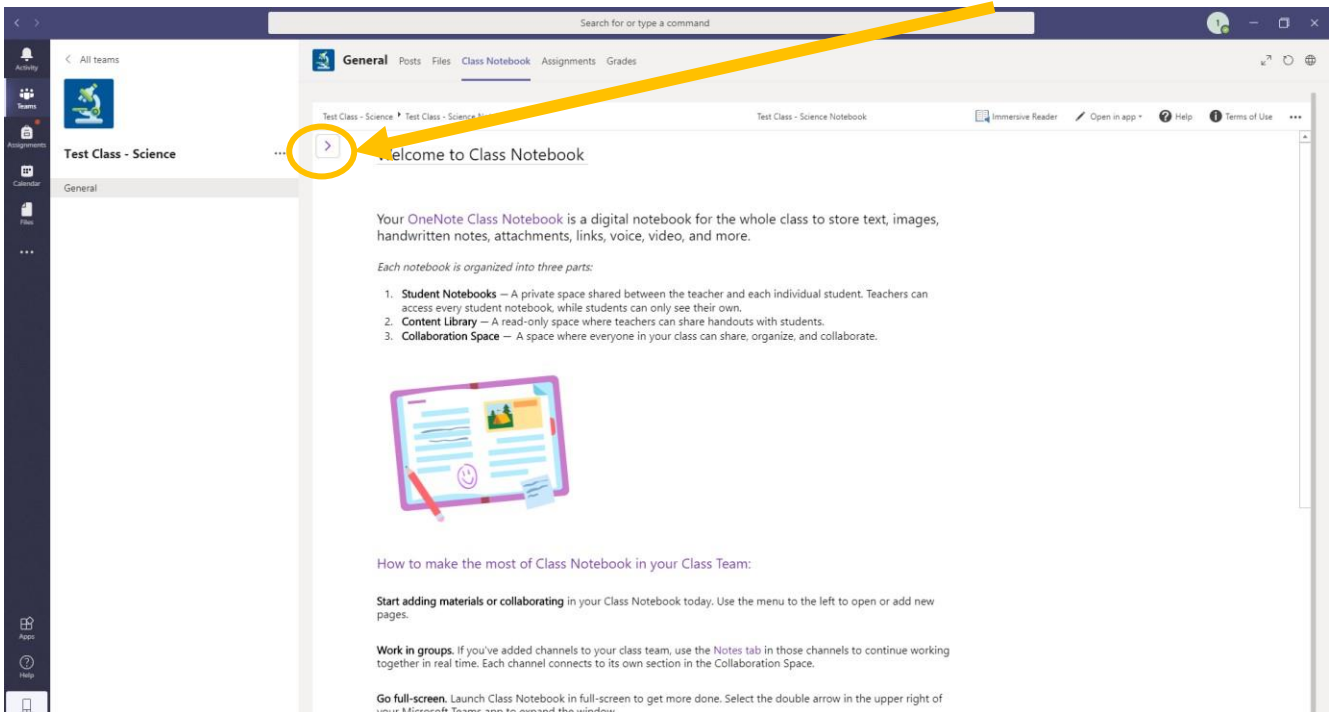 Search for or type a command
1
Activity
Teams
Assignments
Calendar
Files
Apps
Help
All teams
Test Class - Science
General
General Posts Files Class Notebook Assignments Grades
Test Class - Science Test Class - Science
Test Class - Science Notebook
Immersive Reader Open in app Help Terms of Use
Welcome to Class Notebook
Your OneNote Class Notebook is a digital notebook for the whole class to store text, images,
handwritten notes, attachments, links, voice, video, and more.
Each notebook is organized into three parts:
1. Student Notebooks — A private space shared between the teacher and each individual student. Teachers can
access every student notebook, while students can only see their own.
2. Content Library — A read-only space where teachers can share handouts with students.
3. Collaboration Space — A space where everyone in your class can share, organize, and collaborate.
How to make the most of Class Notebook in your Class Team:
Start adding materials or collaborating in your Class Notebook today. Use the menu to the left to open or add new
pages.
Work in groups. If you've added channels to your class team, use the Notes tab in those channels to continue working
together in real time. Each channel connects to its own section in the Collaboration Space.
Go full-screen. Launch Class Notebook in full-screen to get more done. Select the double arrow in the upper right of
your Microsoft Teams app to expand the window.